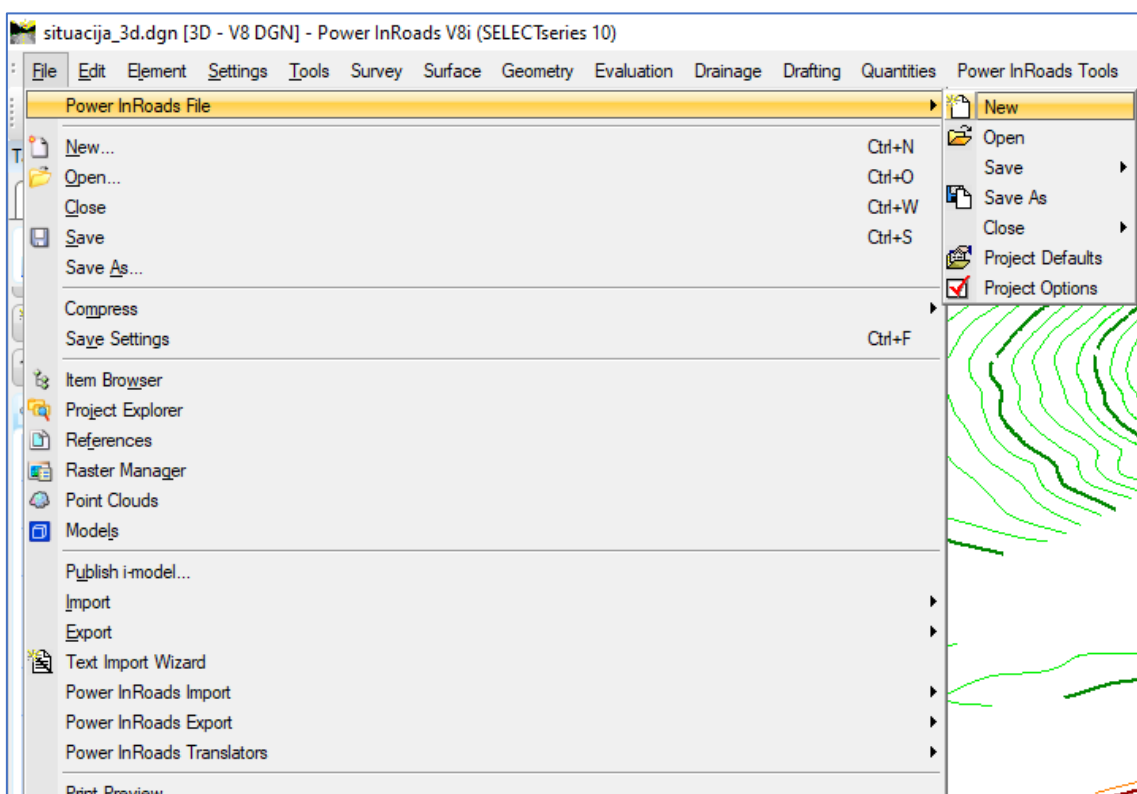 situacija_3d.dgn [3D - V8 DGN] - Power InRoads V8i (SELECTseries 10)
File Edit Element Settings Tools Survey Surface Geometry Evaluation Drainage Drafting Quantities Power InRoads Tools
Power InRoads File
New... Ctrl+N
Open... Ctrl+O
Close Ctrl+W
Save Ctrl+S
Save As...
Compress
Save Settings Ctrl+F
Item Browser
Project Explorer
References
Raster Manager
Point Clouds
Models
Publish i-model...
Import
Export
Text Import Wizard
Power InRoads Import
Power InRoads Export
Power InRoads Translators
Print Preview
New
Open
Save
Save As
Close
Project Defaults
Project Options